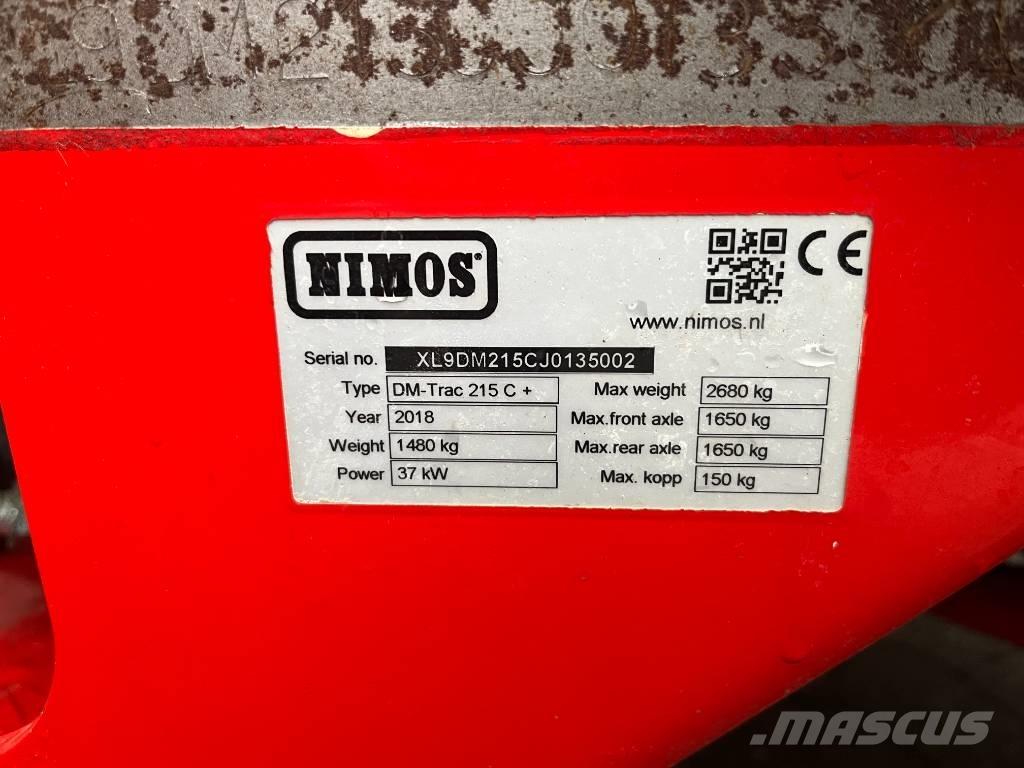 NIMOS
CE
www.nimos.nl
Serial no. XL9DM215CJ0135002
Type DM-Trac 215 C + Max weight 2680 kg
Year 2018 Max.front axle 1650 kg
Weight 1480 kg Max.rear axle 1650 kg
Power 37 kW Max. kopp 150 kg
MASCUS